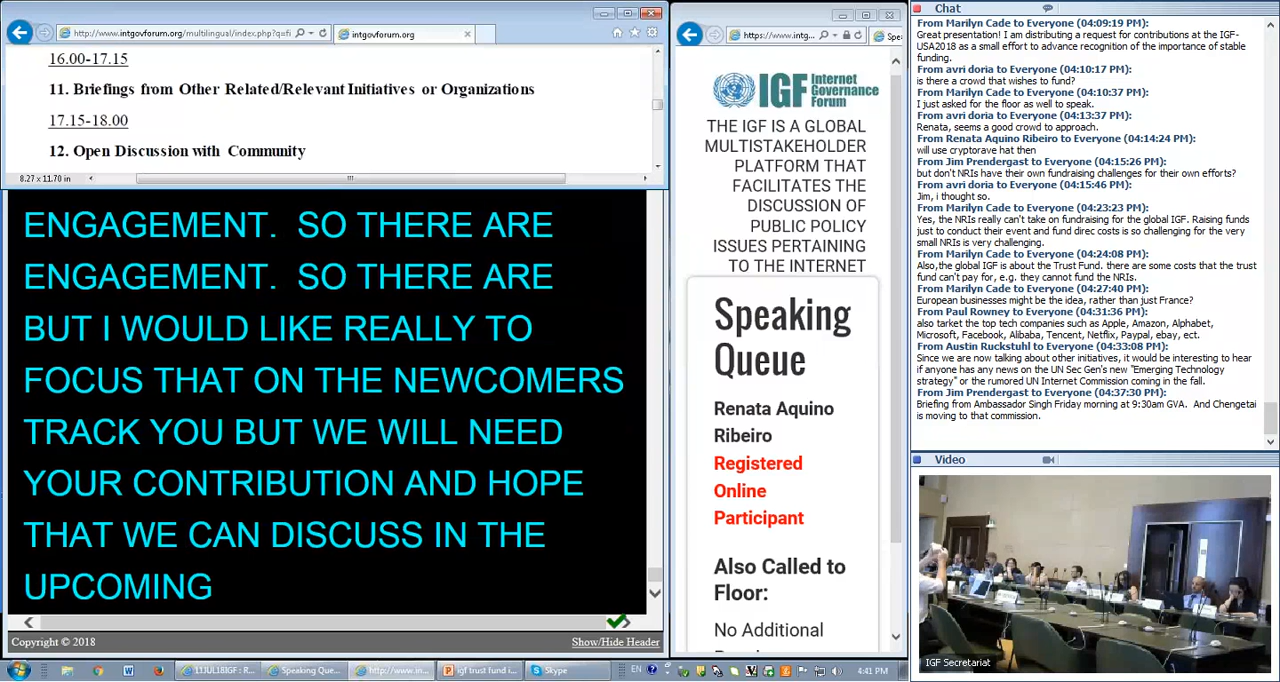 http://www.intgovforum.org/multilingual/index.php?q=fi
intgovforum.org
16.00-17.15
11. Briefings from Other Related/Relevant Initiatives or Organizations
17.15-18.00
12. Open Discussion with Community
8.27 x 11.70 in
ENGAGEMENT.  SO THERE ARE
ENGAGEMENT.  SO THERE ARE
BUT I WOULD LIKE REALLY TO
FOCUS THAT ON THE NEWCOMERS
TRACK YOU BUT WE WILL NEED
YOUR CONTRIBUTION AND HOPE
THAT WE CAN DISCUSS IN THE
UPCOMING
Copyright © 2018
Show/Hide Header
https://www.intg...
Spe
IGF Internet
Governance
Forum
THE IGF IS A GLOBAL
MULTISTAKEHOLDER
PLATFORM THAT
FACILITATES THE
DISCUSSION OF
PUBLIC POLICY
ISSUES PERTAINING
TO THE INTERNET
Speaking
Queue
Renata Aquino
Ribeiro
Registered
Online
Participant
Also Called to
Floor:
No Additional
Chat
From Marilyn Cade to Everyone (04:09:19 PM):
Great presentation! I am distributing a request for contributions at the IGF-
USA2018 as a small effort to advance recognition of the importance of stable
funding.
From avri doria to Everyone (04:10:17 PM):
is there a crowd that wishes to fund?
From Marilyn Cade to Everyone (04:10:37 PM):
I just asked for the floor as well to speak.
From avri doria to Everyone (04:13:37 PM):
Renata, seems a good crowd to approach.
From Renata Aquino Ribeiro to Everyone (04:14:24 PM):
will use cryptorave hat then
From Jim Prendergast to Everyone (04:15:26 PM):
but don't NRIs have their own fundraising challenges for their own efforts?
From avri doria to Everyone (04:15:46 PM):
Jim, i thought so.
From Marilyn Cade to Everyone (04:23:23 PM):
Yes, the NRIs really can't take on fundraising for the global IGF. Raising funds
just to conduct their event and fund direc costs is so challenging for the very
small NRIs is very challenging.
From Marilyn Cade to Everyone (04:24:08 PM):
Also,the global IGF is about the Trust Fund. there are some costs that the trust
fund can't pay for, e.g. they cannot fund the NRIs.
From Marilyn Cade to Everyone (04:27:40 PM):
European businesses might be the idea, rather than just France?
From Paul Rowney to Everyone (04:31:36 PM):
also tarket the top tech companies such as Apple, Amazon, Alphabet,
Microsoft, Facebook, Alibaba, Tencent, Netflix, Paypal, ebay, ect.
From Austin Ruckstuhl to Everyone (04:33:08 PM):
Since we are now talking about other initiatives, it would be interesting to hear
if anyone has any news on the UN Sec Gen's new "Emerging Technology
strategy" or the rumored UN Internet Commission coming in the fall.
From Jim Prendergast to Everyone (04:37:30 PM):
Briefing from Ambassador Singh Friday morning at 9:30am GVA.  And Chengetai
is moving to that commission.
Video
IGF Secretariat
11JUL18IGF : R...
Speaking Que...
http://www.in...
igf trust fund i...
Skype
EN
4:41 PM